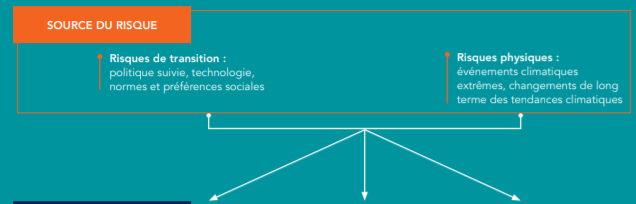 SOURCE DU RISQUE
Risques de transition :
politique suivie, technologie,
normes et préférences sociales
Risques physiques :
événements climatiques
extrêmes, changements de long
terme des tendances climatiques